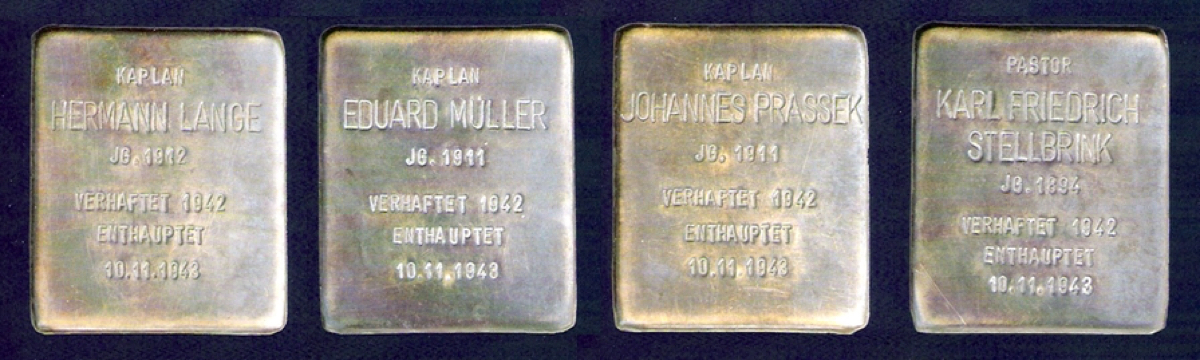 KAPLAN
HERMANN LANGE
JG. 1912
VERHAFTET 1942
ENTHAUPTET
10.11.1943
KAPLAN
EDUARD MÜLLER
JG. 1911
VERHAFTET 1942
ENTHAUPTET
10.11.1943
KAPLAN
JOHANNES PRASSEK
JG. 1911
VERHAFTET 1942
ENTHAUPTET
10.11.1943
PASTOR
KARL FRIEDRICH
STELLBRINK
JG. 1894
VERHAFTET 1942
ENTHAUPTET
10.11.1943